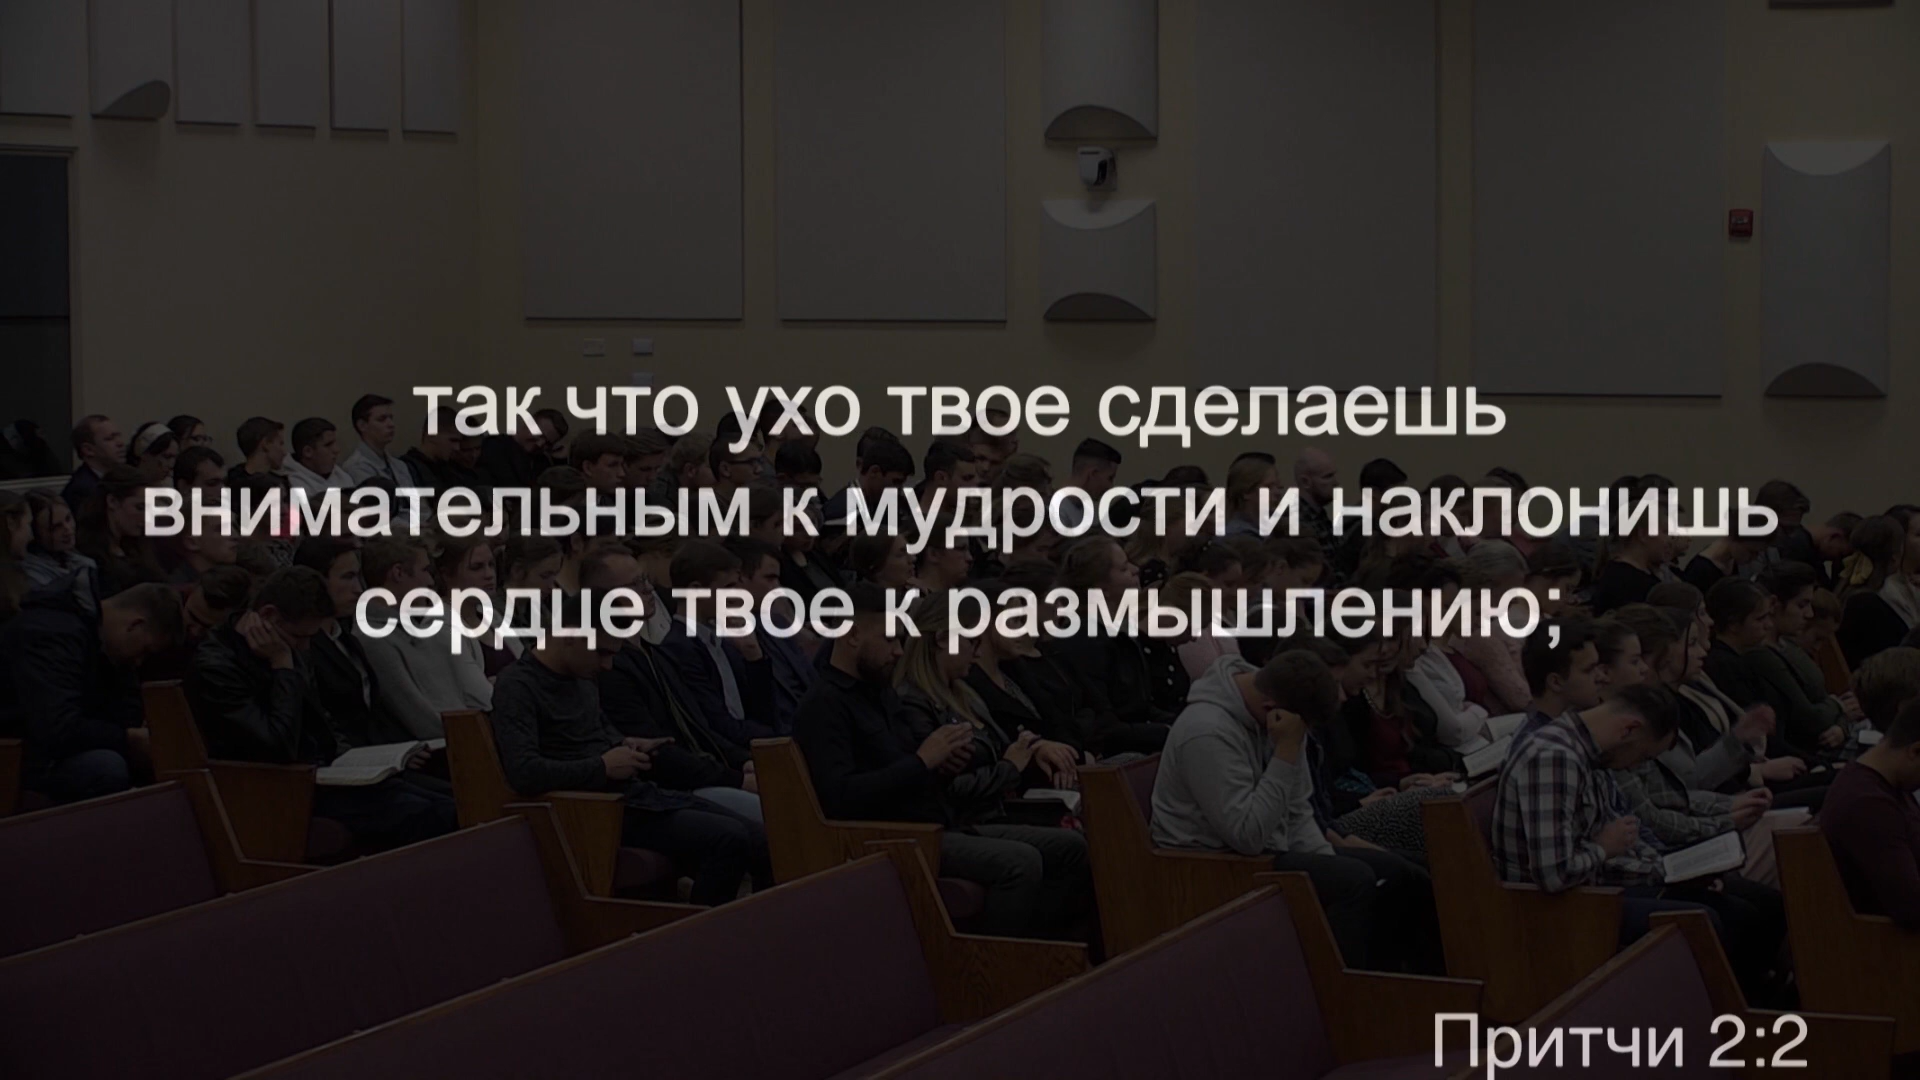 так что ухо твое сделаешь
внимательным к мудрости и наклонишь
сердце твое к размышлению;
Притчи 2:2